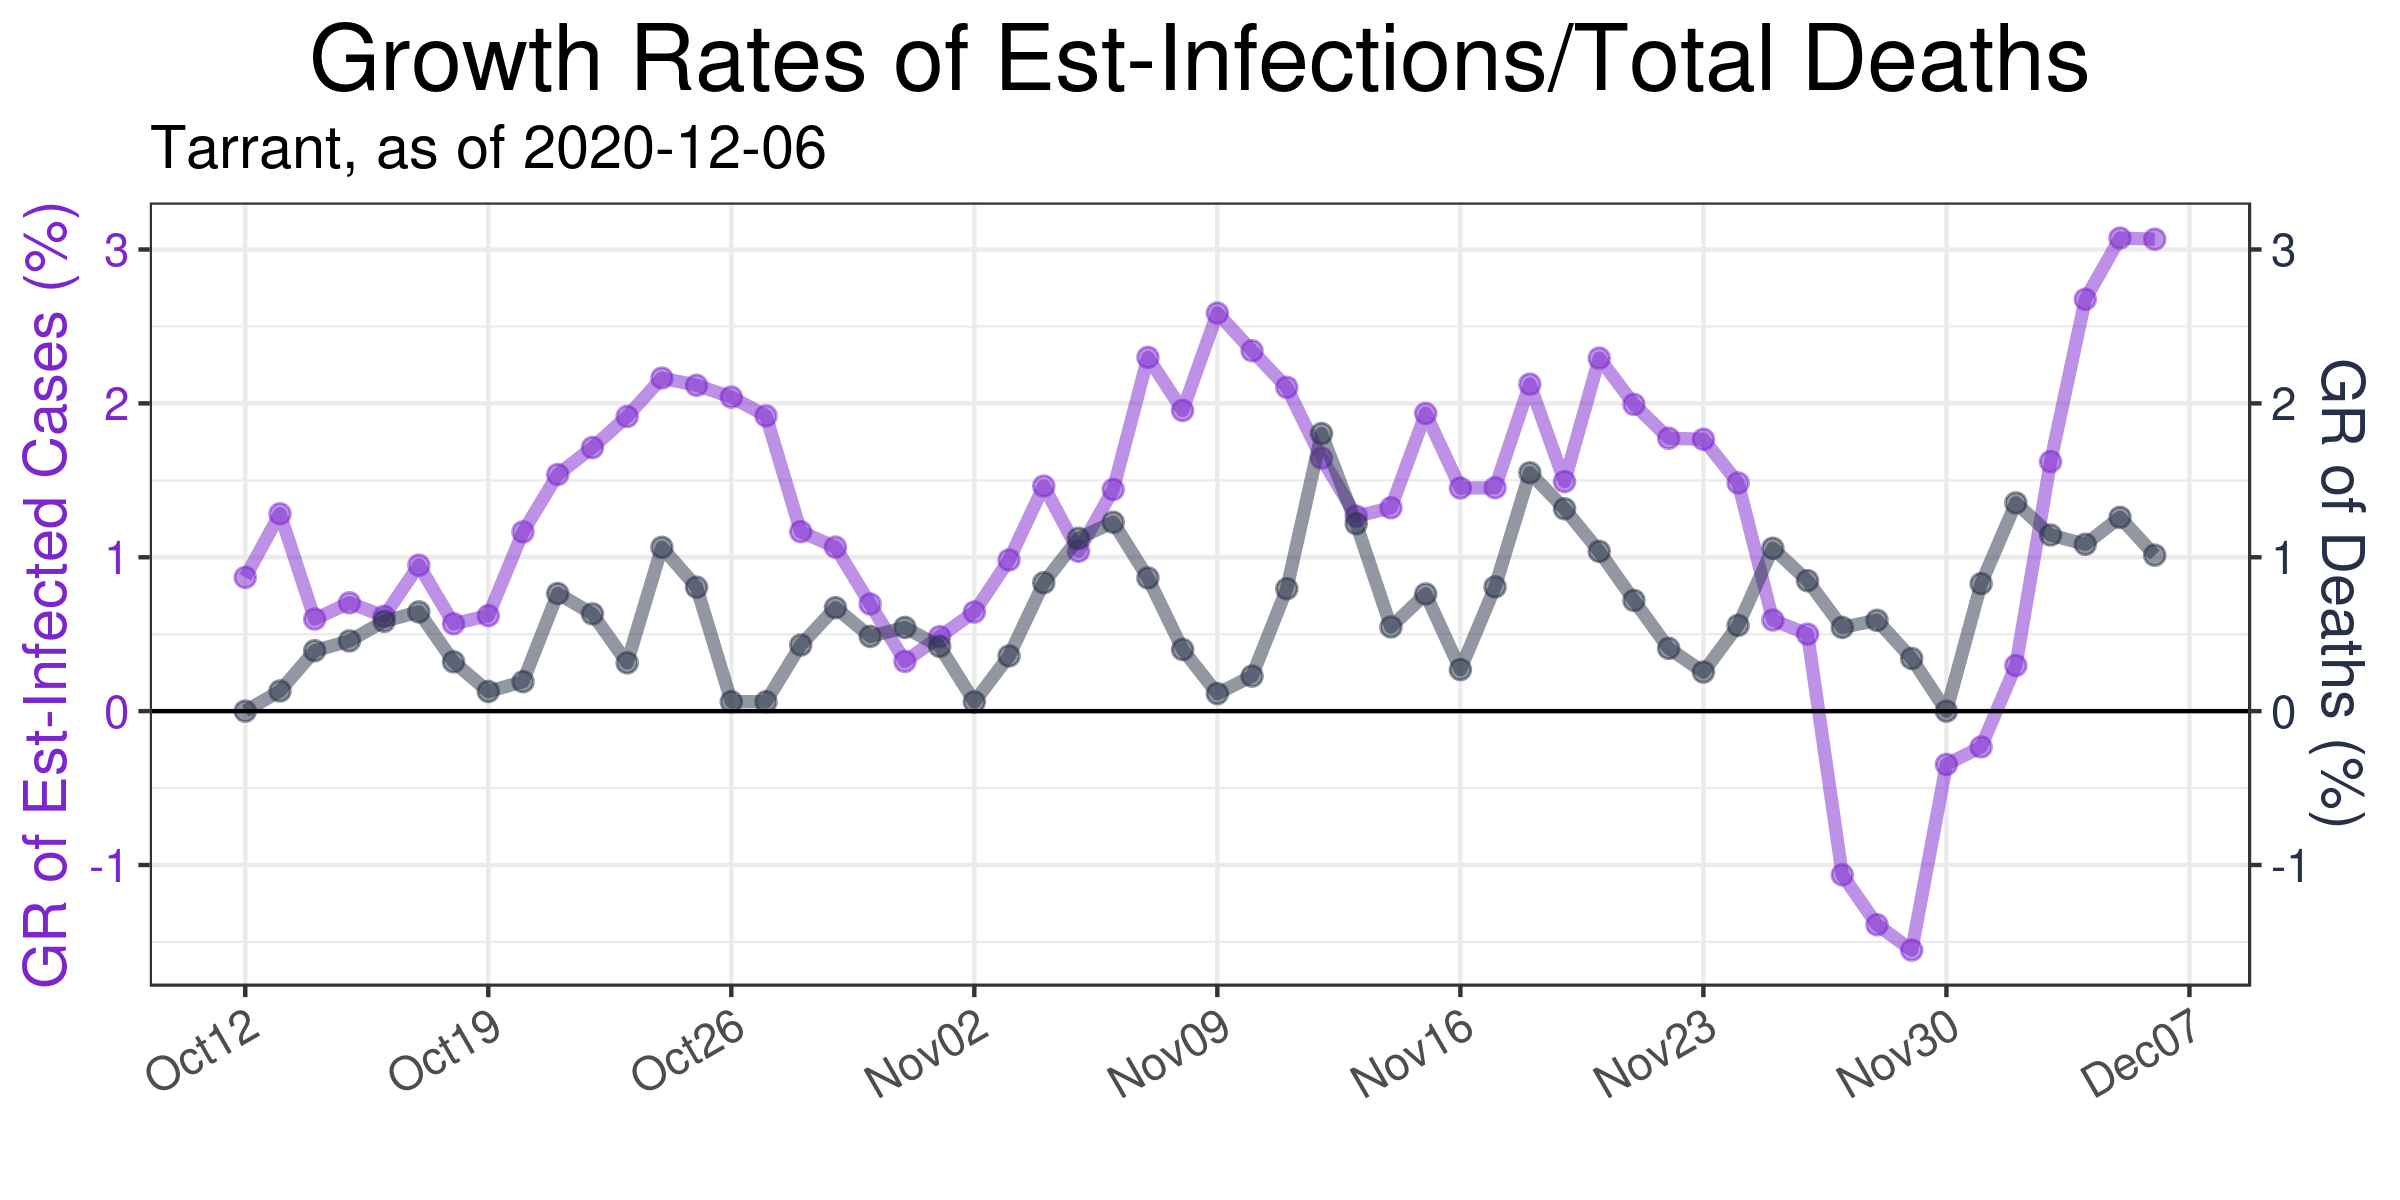 Growth Rates of Est-Infections/Total Deaths
Tarrant, as of 2020-12-06
GR of Est-Infected Cases (%)
3
2
1
0
-1
3
2
1
0
-1
GR of Deaths (%)
Oct12
Oct19
Oct26
Nov02
Nov09
Nov16
Nov23
Nov30
Dec07